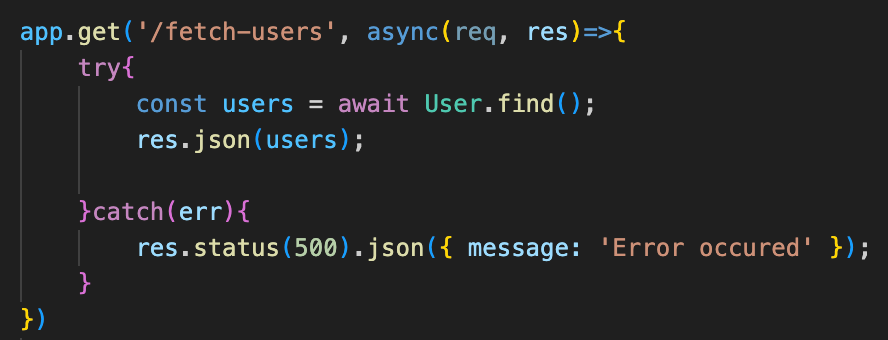 app.get('/fetch-users', async(req, res)=>{
try{
const users = await User.find();
res.json(users);
}catch(err){
res.status(500).json({ message: 'Error occured' });
}
})